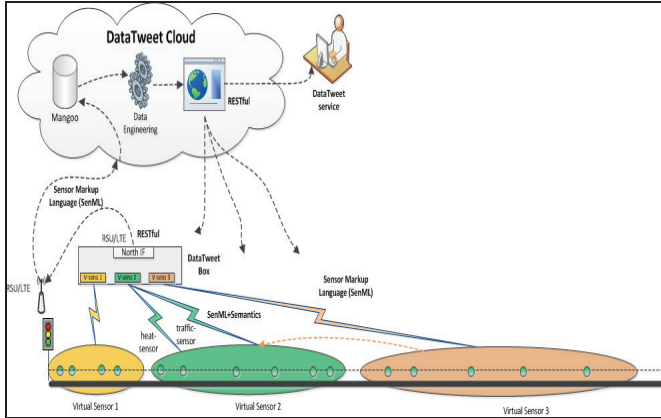 DataTweet Cloud
Mangoo
Data
Engineering
RESTful
DataTweet
service
Sensor Markup
Language (SenML)
RESTful
RSU/LTE
North IF
DataTweet
Box
V-sens 1
V-sens 2
V-sens 3
RSU/LTE
Sensor Markup
Language (SenML)
SenML+Semantics
heat-
sensor
traffic-
sensor
Virtual Sensor 1
Virtual Sensor 2
Virtual Sensor 3